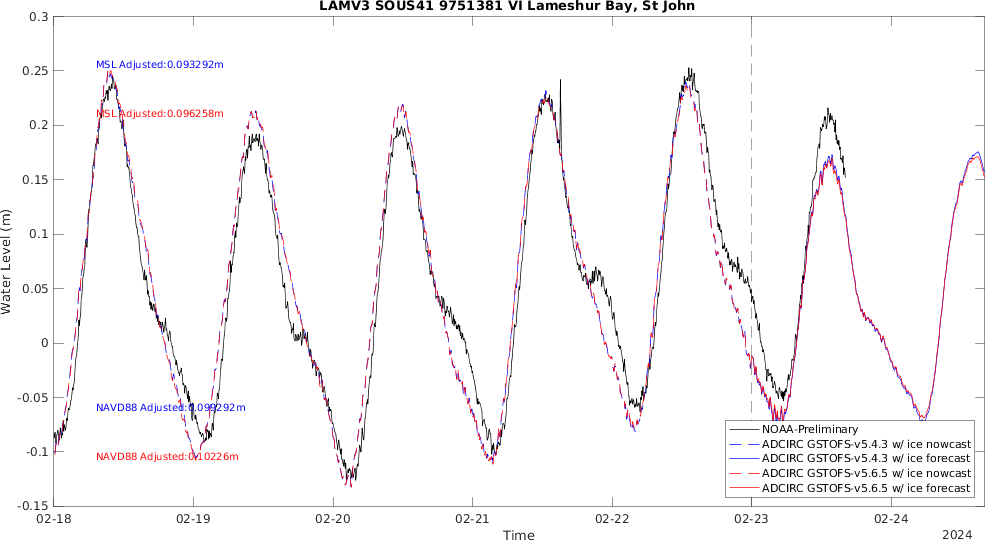 LAMV3 SOUS41 9751381 VI Lameshur Bay, St John
0.3
0.25
0.2
0.15
0.1
0.05
0
-0.05
-0.1
-0.15
Water Level (m)
MSL Adjusted:0.093292m
MSL Adjusted:0.096258m
NAVD88 Adjusted:0.099292m
NAVD88 Adjusted:0.10226m
NOAA-Preliminary
ADCIRC GSTOFS-v5.4.3 w/ ice nowcast
ADCIRC GSTOFS-v5.4.3 w/ ice forecast
ADCIRC GSTOFS-v5.6.5 w/ ice nowcast
ADCIRC GSTOFS-v5.6.5 w/ ice forecast
02-18 02-19 02-20 02-21 02-22 02-23 02-24
Time
2024